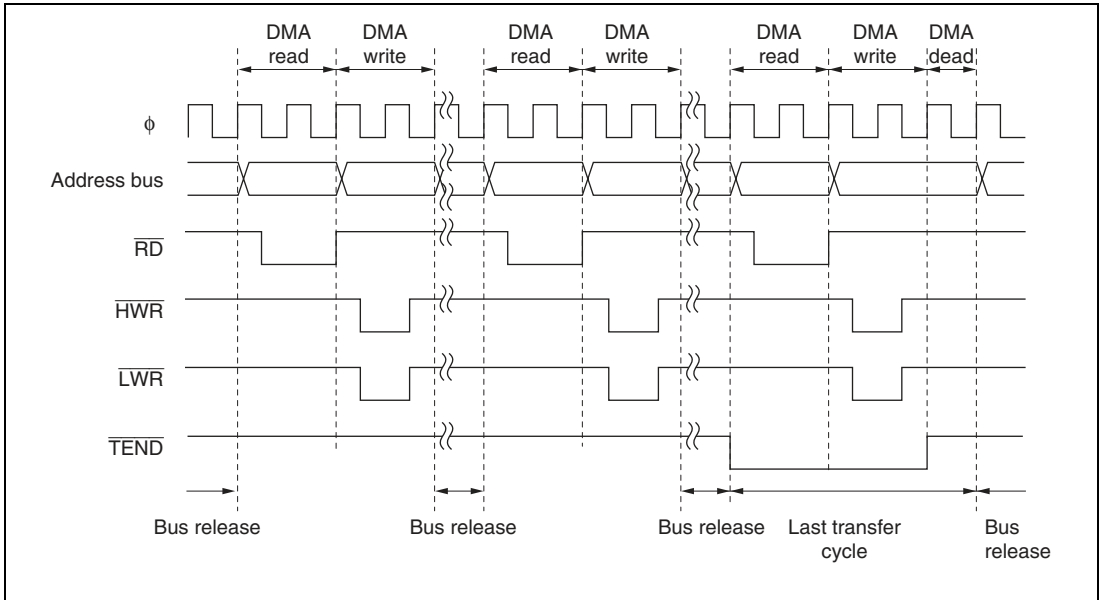 DMA read
DMA write
DMA read
DMA write
DMA read
DMA write
DMA dead
ϕ
Address bus
RD
HWR
LWR
TEND
Bus release
Bus release
Bus release
Last transfer cycle
Bus release